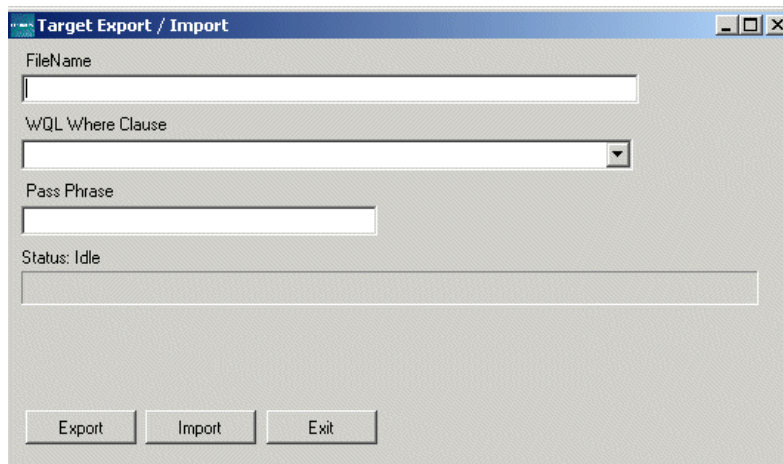 Target Export / Import
FileName
WQL Where Clause
Pass Phrase
Status: Idle
Export Import Exit